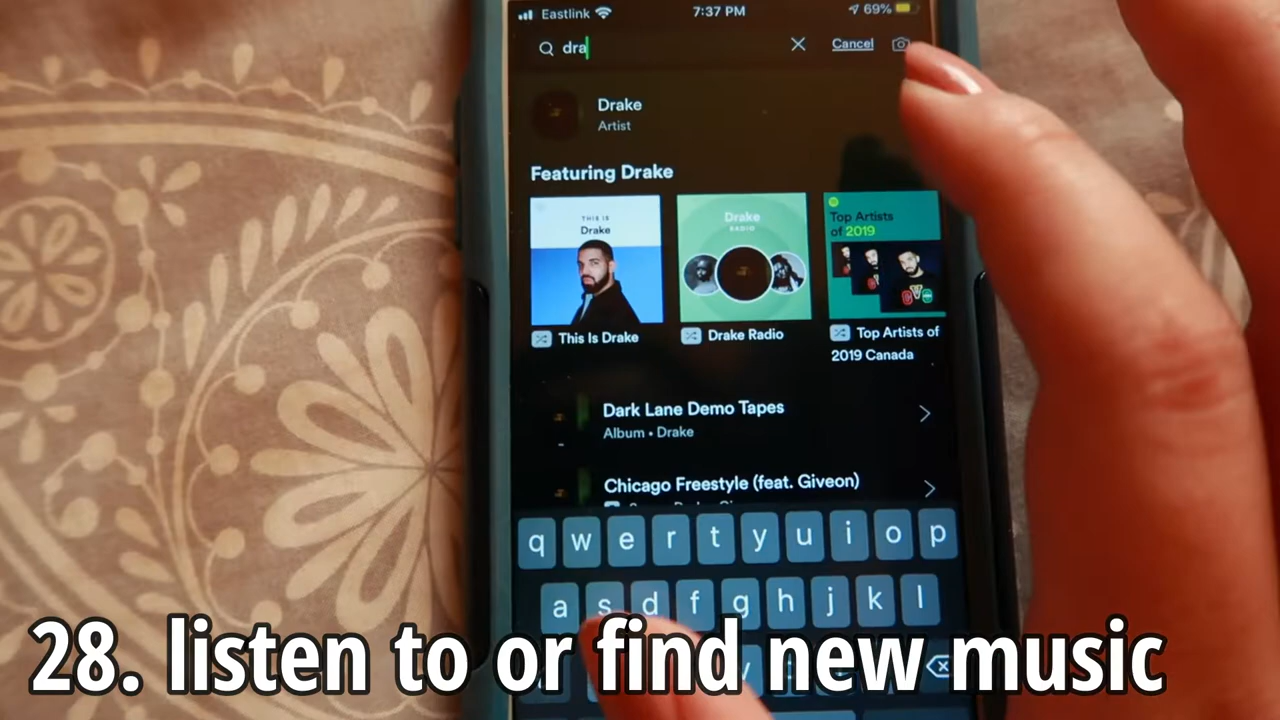 Eastlink 7:37 PM 69%
dra Cancel
Drake
Artist
Featuring Drake
THIS IS
Drake
Drake
RADIO
Top Artists
of 2019
This Is Drake
Drake Radio
Top Artists of
2019 Canada
Dark Lane Demo Tapes
Album • Drake
Chicago Freestyle (feat. Giveon)
q w e r t y u i o p
a s d f g h j k l
28. listen to or find new music